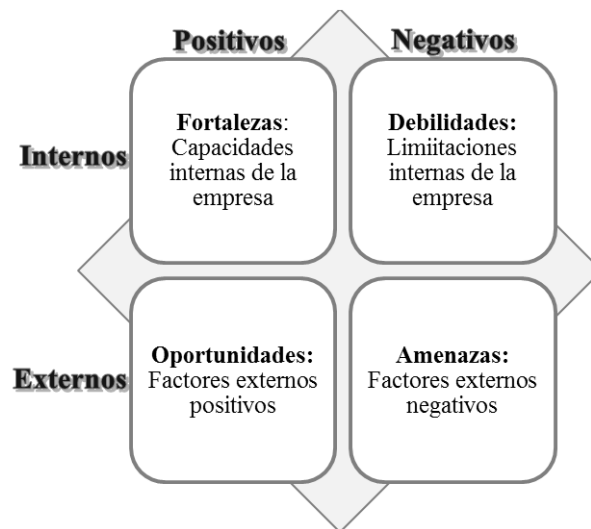 Positivos
Negativos
Internos
Fortalezas:
Capacidades
internas de la
empresa
Debilidades:
Limiitaciones
internas de la
empresa
Externos
Oportunidades:
Factores externos
positivos
Amenazas:
Factores externos
negativos